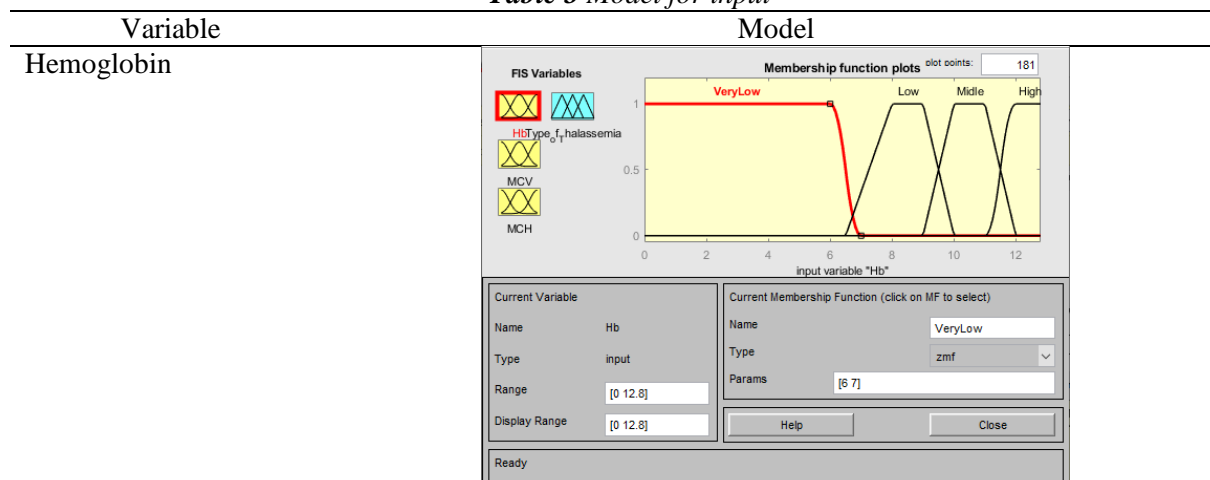 Table 3 Model for input
Variable Model
Hemoglobin
FIS Variables
Membership function plots plot points: 181
VeryLow Low Midle High
HbType_of_Thalassemia
MCV
MCH
1
0.5
0
0 2 4 6 8 10 12
input variable "Hb"
Current Variable
Name Hb
Type input
Range [0 12.8]
Display Range [0 12.8]
Current Membership Function (click on MF to select)
Name VeryLow
Type zmf
Params [6 7]
Help Close
Ready